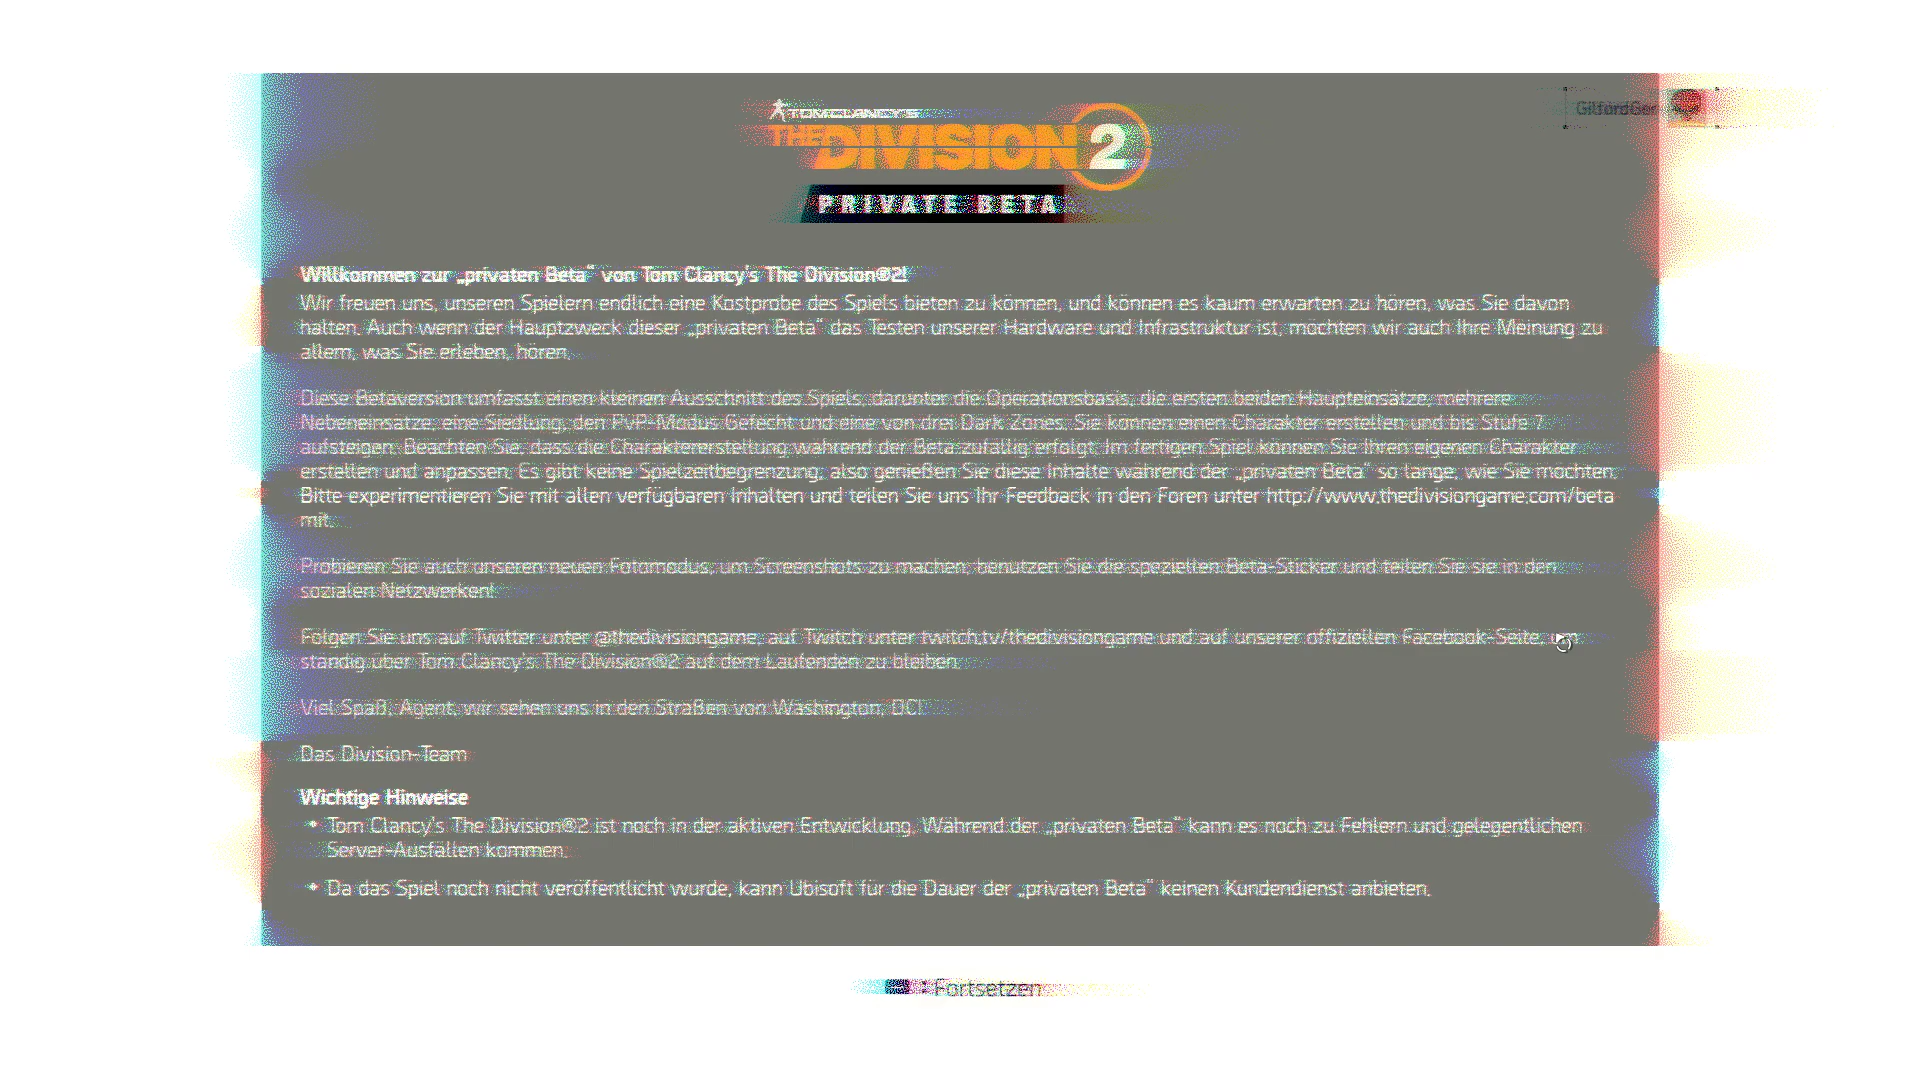 TOM CLANCY'S
THE DIVISION 2
PRIVATE BETA
GilfordGor
Willkommen zur „privaten Beta“ von Tom Clancy's The Division®2!
Wir freuen uns, unseren Spielern endlich eine Kostprobe des Spiels bieten zu können, und können es kaum erwarten zu hören, was Sie davon
halten. Auch wenn der Hauptzweck dieser „privaten Beta“ das Testen unserer Hardware und Infrastruktur ist, möchten wir auch Ihre Meinung zu
allem, was Sie erleben, hören.
Diese Betaversion umfasst einen kleinen Ausschnitt des Spiels, darunter die Operationsbasis, die ersten beiden Haupteinsätze, mehrere
Nebeneinsätze, eine Siedlung, den PvP-Modus Gefecht und eine von drei Dark Zones. Sie können einen Charakter erstellen und bis Stufe 7
aufsteigen. Beachten Sie, dass die Charaktererstellung während der Beta zufällig erfolgt. Im fertigen Spiel können Sie Ihren eigenen Charakter
erstellen und anpassen. Es gibt keine Spielzeitbegrenzung, also genießen Sie diese Inhalte während der „privaten Beta“ so lange, wie Sie möchten.
Bitte experimentieren Sie mit allen verfügbaren Inhalten und teilen Sie uns Ihr Feedback in den Foren unter http://www.thedivisiongame.com/beta
mit.
Probieren Sie auch unseren neuen Fotomodus, um Screenshots zu machen, benutzen Sie die speziellen Beta-Sticker und teilen Sie sie in den
sozialen Netzwerken!
Folgen Sie uns auf Twitter unter @thedivisiongame, auf Twitch unter twitch.tv/thedivisiongame und auf unserer offiziellen Facebook-Seite, um
ständig über Tom Clancy's The Division®2 auf dem Laufenden zu bleiben.
Viel Spaß, Agent, wir sehen uns in den Straßen von Washington, DC!
Das Division-Team
Wichtige Hinweise
• Tom Clancy's The Division®2 ist noch in der aktiven Entwicklung. Während der „privaten Beta“ kann es noch zu Fehlern und gelegentlichen
Server-Ausfällen kommen.
• Da das Spiel noch nicht veröffentlicht wurde, kann Ubisoft für die Dauer der „privaten Beta“ keinen Kundendienst anbieten.
Fortsetzen